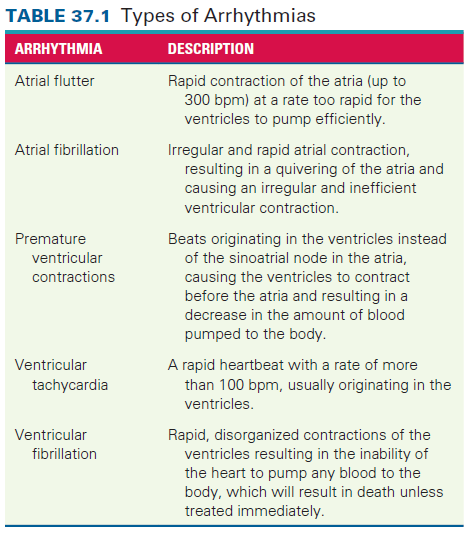 TABLE 37.1 Types of Arrhythmias
ARRHYTHMIA DESCRIPTION
Atrial flutter Rapid contraction of the atria (up to
300 bpm) at a rate too rapid for the
ventricles to pump efficiently.
Atrial fibrillation Irregular and rapid atrial contraction,
resulting in a quivering of the atria and
causing an irregular and inefficient
ventricular contraction.
Premature Beats originating in the ventricles instead
ventricular of the sinoatrial node in the atria,
contractions causing the ventricles to contract
before the atria and resulting in a
decrease in the amount of blood
pumped to the body.
Ventricular A rapid heartbeat with a rate of more
tachycardia than 100 bpm, usually originating in the
ventricles.
Ventricular Rapid, disorganized contractions of the
fibrillation ventricles resulting in the inability of
the heart to pump any blood to the
body, which will result in death unless
treated immediately.